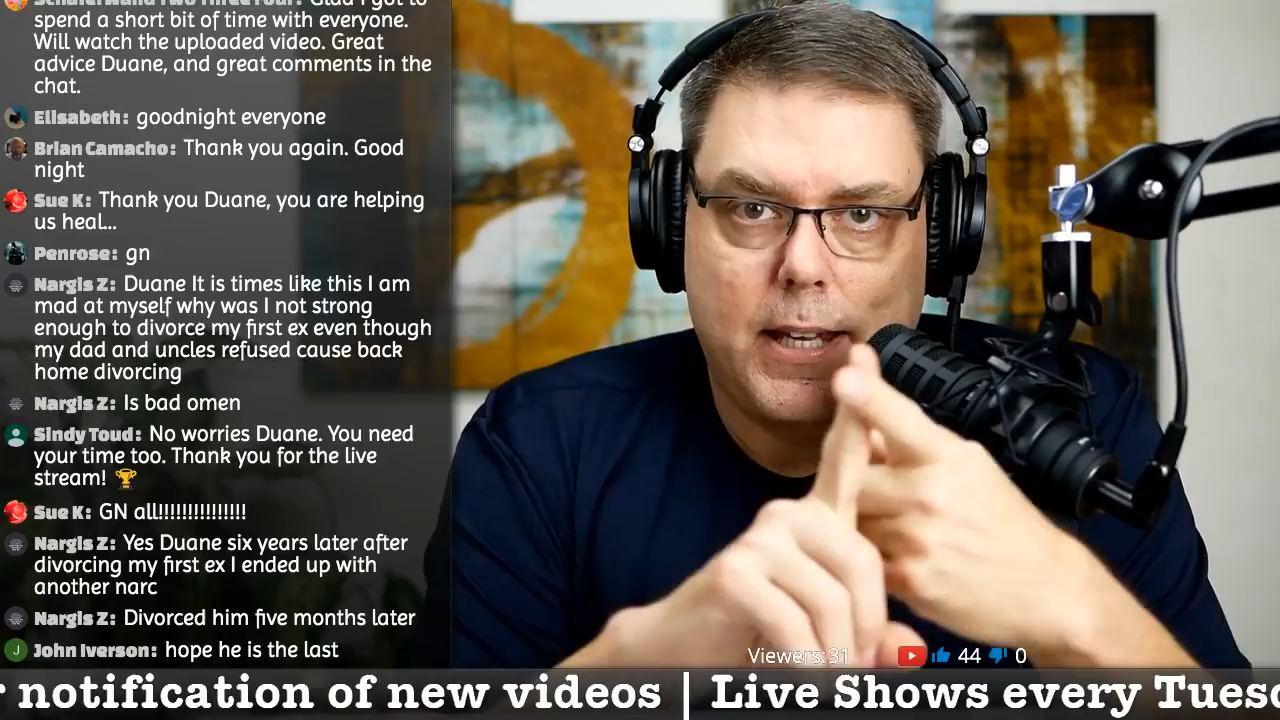 Schaferwand Two Three Four: Glad I got to
spend a short bit of time with everyone.
Will watch the uploaded video. Great
advice Duane, and great comments in the
chat.
Elisabeth: goodnight everyone
Brian Camacho: Thank you again. Good
night
Sue K: Thank you Duane, you are helping
us heal...
Penrose: gn
Nargis Z: Duane It is times like this I am
mad at myself why was I not strong
enough to divorce my first ex even though
my dad and uncles refused cause back
home divorcing
Nargis Z: Is bad omen
Sindy Toud: No worries Duane. You need
your time too. Thank you for the live
stream! 🏆
Sue K: GN all!!!!!!!!!!!!!!!
Nargis Z: Yes Duane six years later after
divorcing my first ex I ended up with
another narc
Nargis Z: Divorced him five months later
J John Iverson: hope he is the last
Viewers:31 44 0
r notification of new videos | Live Shows every Tues